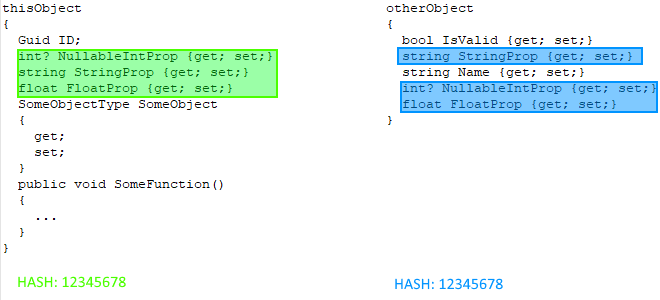 thisObject
{
Guid ID;
int? NullableIntProp {get; set;}
string StringProp {get; set;}
float FloatProp {get; set;}
SomeObjectType SomeObject
{
get;
set;
}
public void SomeFunction()
{
...
}
}
HASH: 12345678
otherObject
{
bool IsValid {get; set;}
string StringProp {get; set;}
string Name {get; set;}
int? NullableIntProp {get; set;}
float FloatProp {get; set;}
}
HASH: 12345678